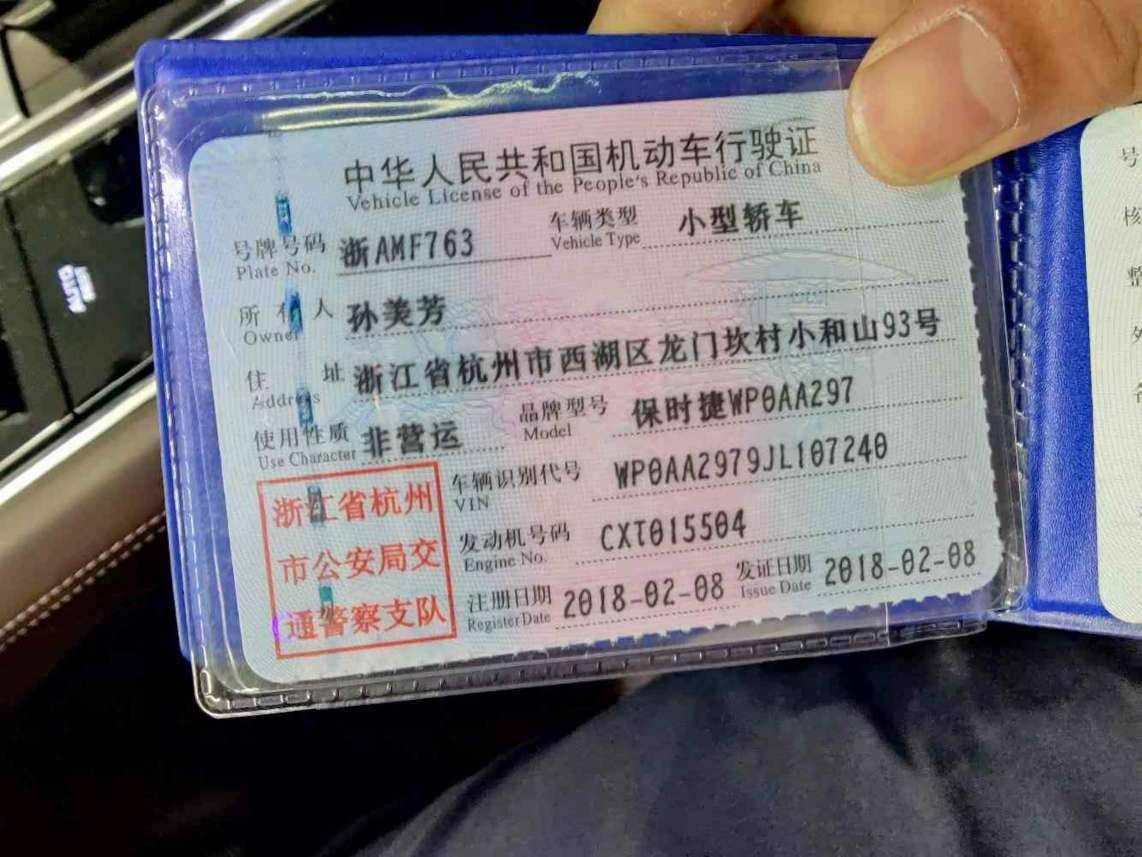 中华人民共和国机动车行驶证
Vehicle License of the People's Republic of China
号牌号码 浙AMF763 车辆类型 小型轿车
Plate No. Vehicle Type
所有人 孙美芳
Owner
住址 浙江省杭州市西湖区龙门坎村小和山93号
Address
使用性质 非营运 品牌型号 保时捷WP0AA297
Use Character Model
车辆识别代号 WP0AA2979JL107240
VIN
发动机号码 CXT015504
Engine No.
注册日期 2018-02-08 发证日期 2018-02-08
Register Date Issue Date
浙江省杭州
市公安局交
通警察支队
号
核
整
外